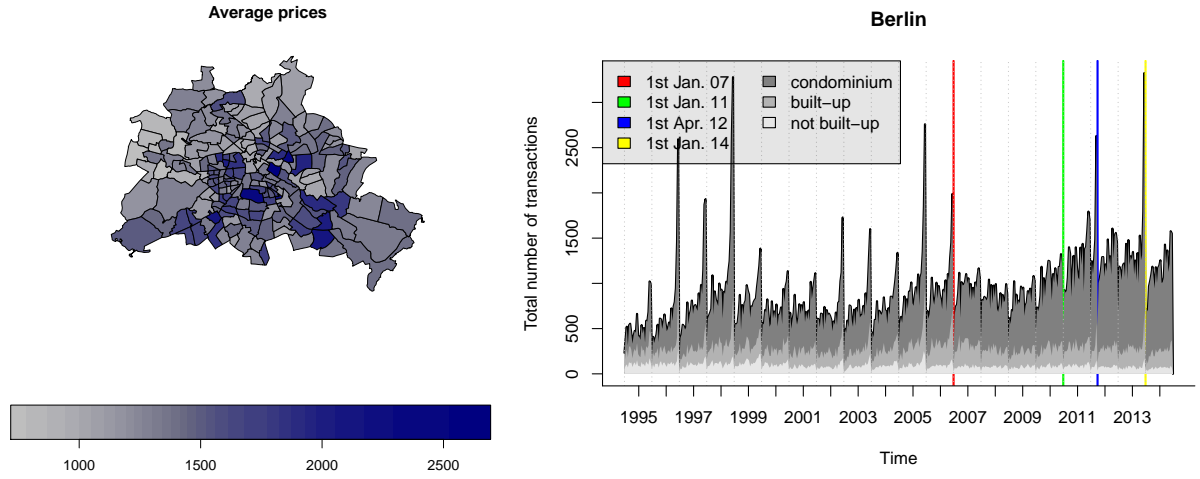 Average prices
1000 1500 2000 2500
Berlin
1st Jan. 07
1st Jan. 11
1st Apr. 12
1st Jan. 14
condominium
built−up
not built−up
Total number of transactions
0 500 1500 2500
1995 1997 1999 2001 2003 2005 2007 2009 2011 2013
Time